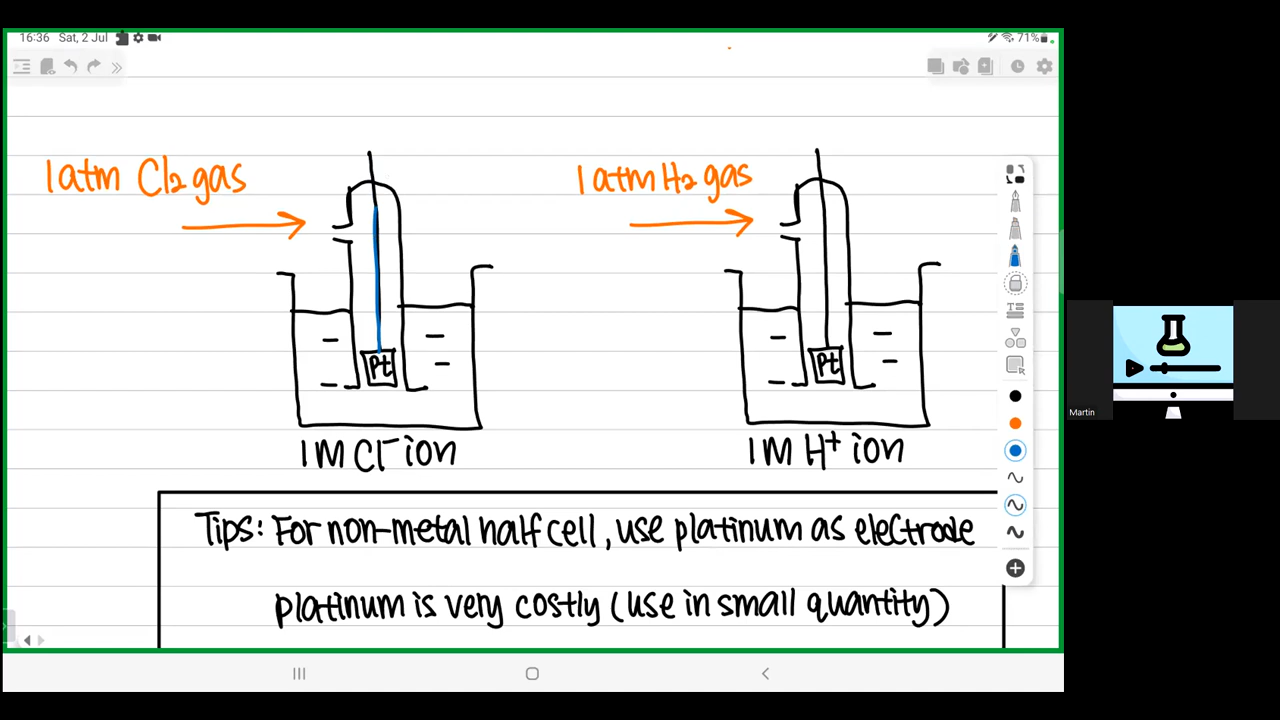 16:36 Sat, 2 Jul
71%
1atm Cl₂ gas
1atm H₂ gas
Pt
Pt
1M Cl⁻ ion
1M H⁺ ion
Tips: For non-metal half cell, use platinum as electrode
platinum is very costly (use in small quantity)
Martin